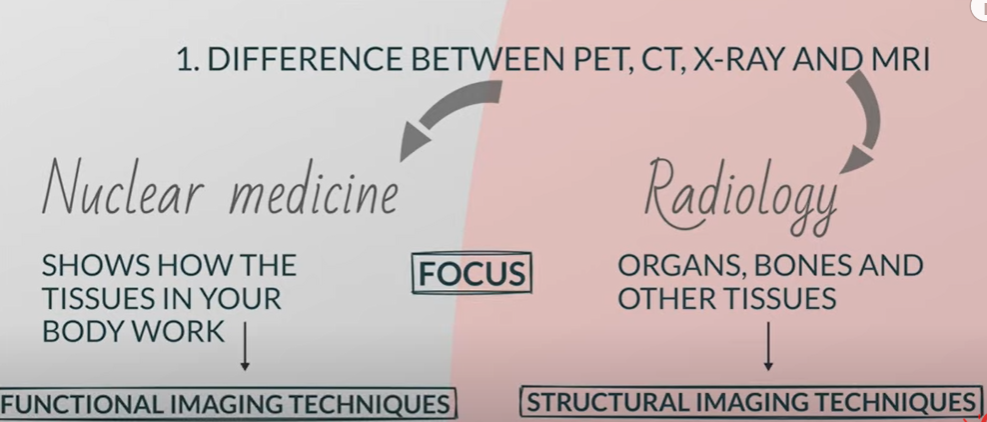 1. DIFFERENCE BETWEEN PET, CT, X-RAY AND MRI
Nuclear medicine
Radiology
SHOWS HOW THE
TISSUES IN YOUR
BODY WORK
FOCUS
ORGANS, BONES AND
OTHER TISSUES
FUNCTIONAL IMAGING TECHNIQUES
STRUCTURAL IMAGING TECHNIQUES